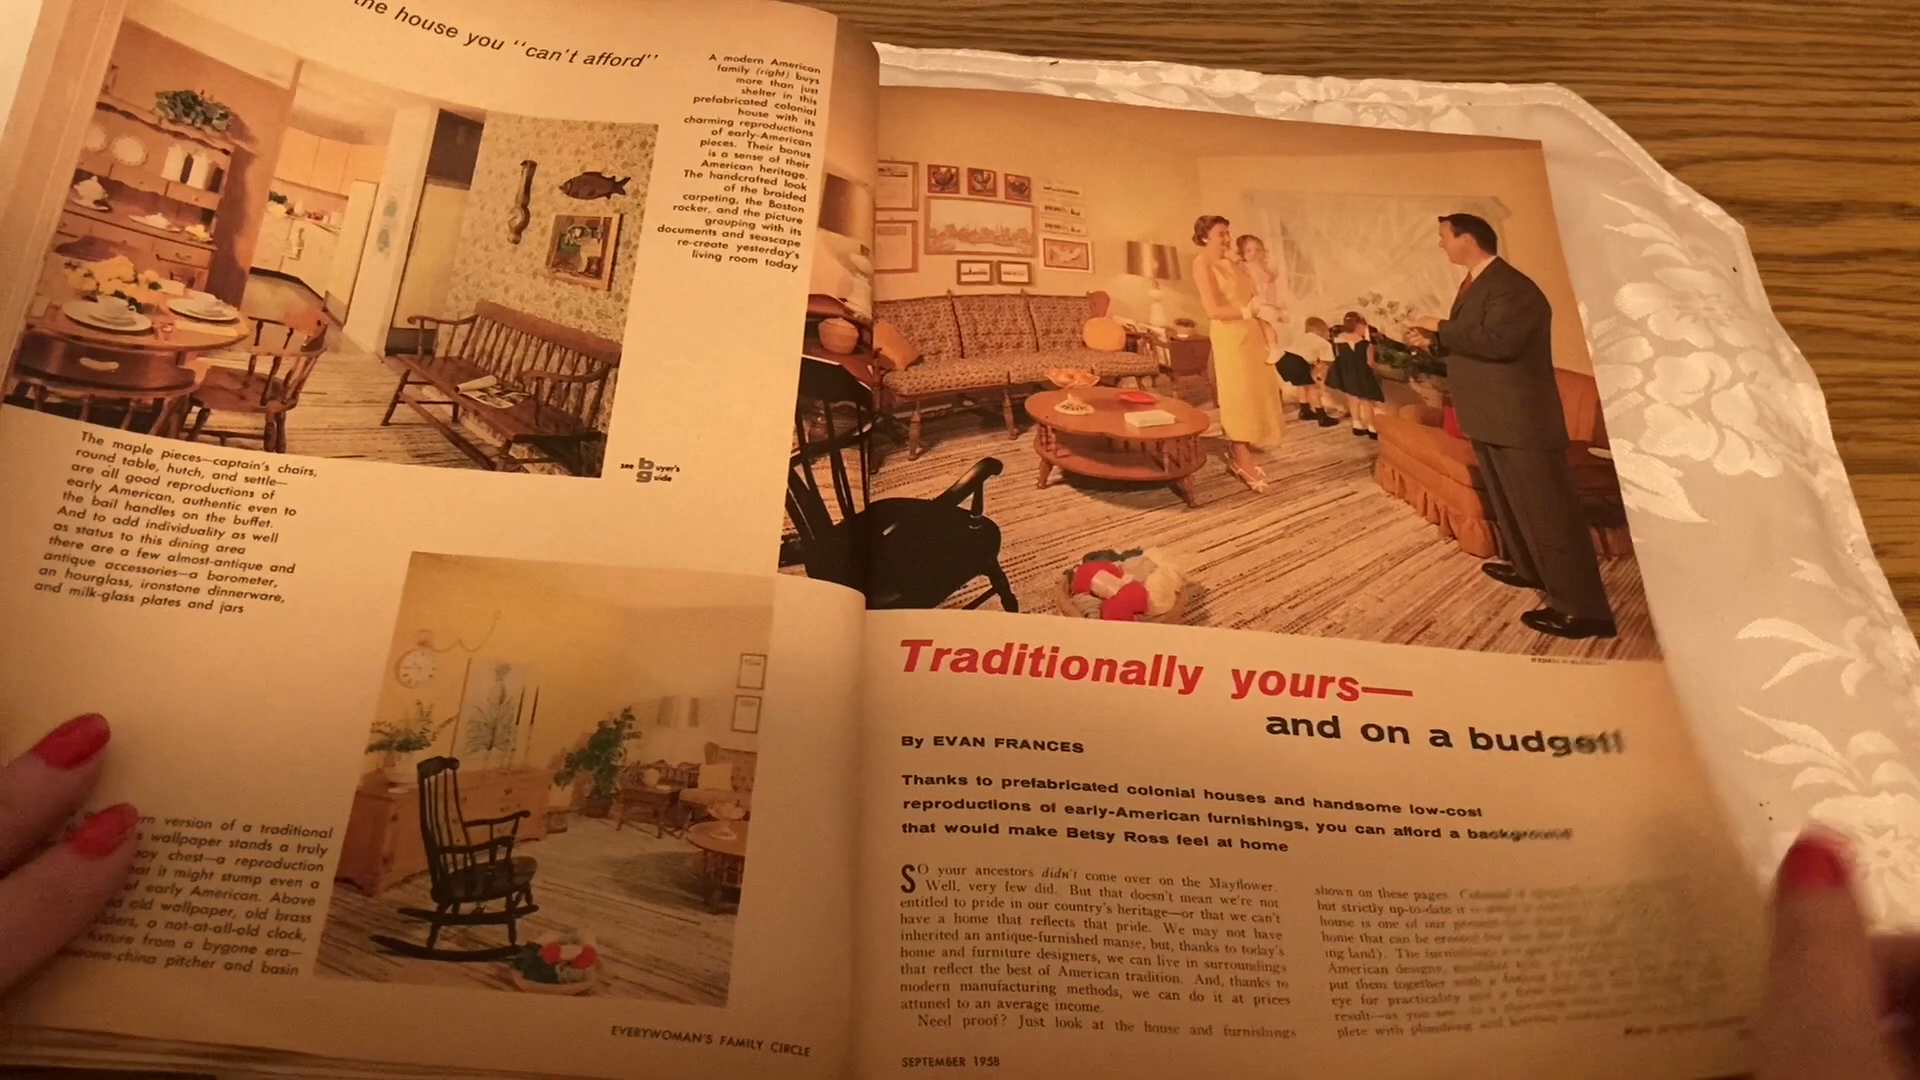 the house you "can't afford"
A modern American
family (right) buys
more than just
shelter in this
prefabricated colonial
house with its
charming reproductions
of early-American
pieces. Their bonus
is a sense of their
American heritage.
The handcrafted look
of the braided
carpeting, the Boston
rocker, and the picture
grouping with its
documents and seascape
re-create yesterday's
living room today
see buyer's
guide
The maple pieces—captain's chairs,
round table, hutch, and settle—
are all good reproductions of
early American, authentic even to
the bail handles on the buffet.
And to add individuality as well
as status to this dining area
there are a few almost-antique and
antique accessories—a barometer,
an hourglass, ironstone dinnerware,
and milk-glass plates and jars
version of a traditional
wallpaper stands a truly
chest—a reproduction
it might stump even a
of early American. Above
old wallpaper, old brass
a not-at-all-old clock,
fixture from a bygone era—
pitcher and basin
EVERYWOMAN'S FAMILY CIRCLE
Traditionally yours—
and on a budget!
By EVAN FRANCES
Thanks to prefabricated colonial houses and handsome low-cost
reproductions of early-American furnishings, you can afford a background
that would make Betsy Ross feel at home
SO your ancestors didn't come over on the Mayflower.
Well, very few did. But that doesn't mean we're not
entitled to pride in our country's heritage—or that we can't
have a home that reflects that pride. We may not have
inherited an antique-furnished manse, but, thanks to today's
home and furniture designers, we can live in surroundings
that reflect the best of American tradition. And, thanks to
modern manufacturing methods, we can do it at prices
attuned to an average income.
Need proof? Just look at the house and furnishings
shown on these pages. Colonial
but strictly up-to-date
house is one of our
home that can be
ing land). The
American designs,
put them together with a
eye for practicality
result—as you see
plete with plumbing and
SEPTEMBER 1958